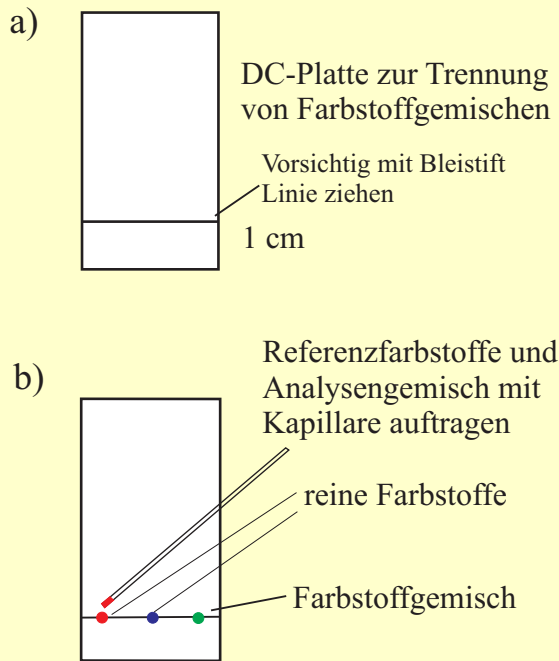 a)
DC-Platte zur Trennung
von Farbstoffgemischen
Vorsichtig mit Bleistift
Linie ziehen
1 cm
b)
Referenzfarbstoffe und
Analysengemisch mit
Kapillare auftragen
reine Farbstoffe
Farbstoffgemisch